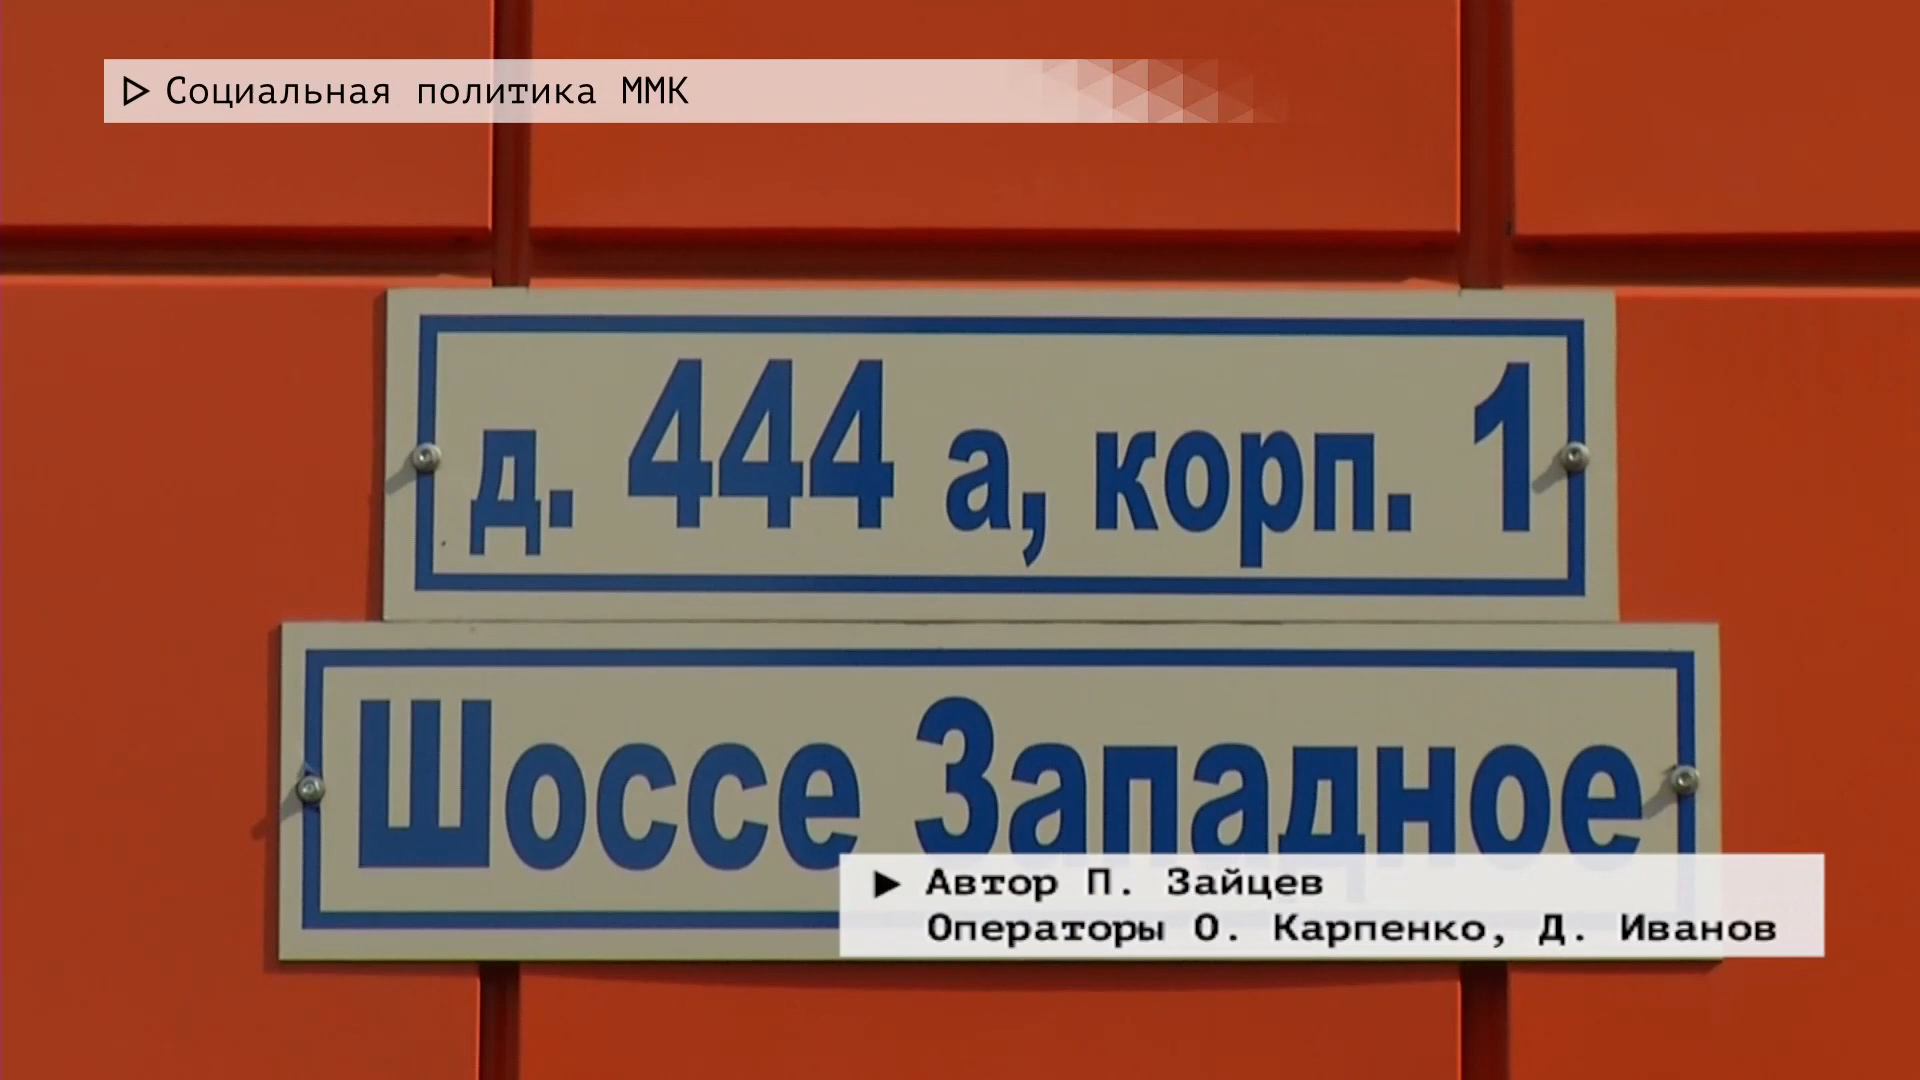 Социальная политика ММК
д. 444 а, корп. 1
Шоссе Западное
Автор П. Зайцев
Операторы О. Карпенко, Д. Иванов